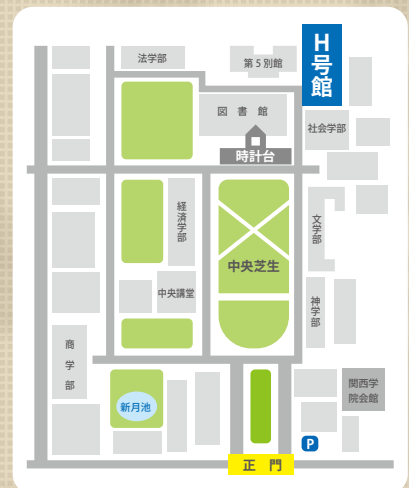 H号館
法学部
第5別館
図書館
社会学部
時計台
経済学部
文学部
中央芝生
中央講堂
神学部
商学部
関西学
院会館
新月池
P
正門